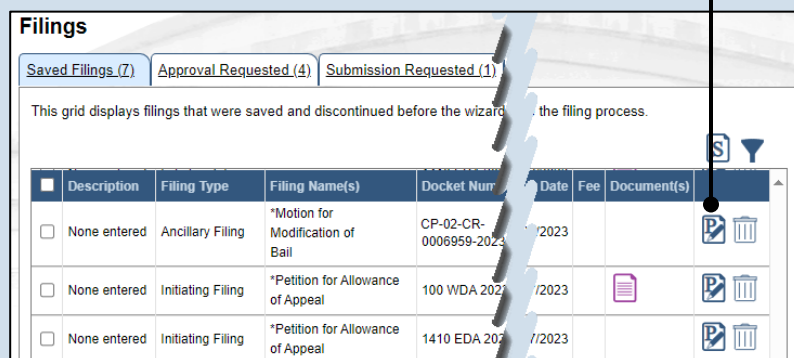 Filings
Saved Filings (7) Approval Requested (4) Submission Requested (1)
This grid displays filings that were saved and discontinued before the wizard the filing process.
S
Description Filing Type Filing Name(s) Docket Num Date Fee Document(s)
None entered Ancillary Filing *Motion for Modification of Bail CP-02-CR-0006959-2023 /2023
None entered Initiating Filing *Petition for Allowance of Appeal 100 WDA 202 /2023
None entered Initiating Filing *Petition for Allowance of Appeal 1410 EDA 202 7/2023